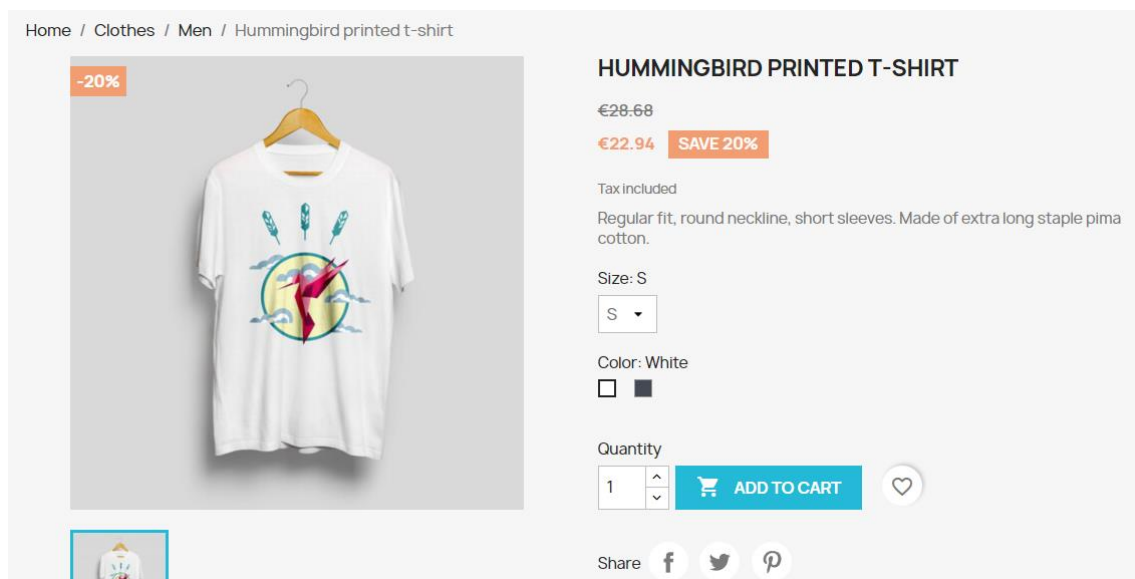 Home / Clothes / Men / Hummingbird printed t-shirt
-20%
HUMMINGBIRD PRINTED T-SHIRT
€28.68
€22.94 SAVE 20%
Tax included
Regular fit, round neckline, short sleeves. Made of extra long staple pima
cotton.
Size: S
S
Color: White
Quantity
1 ADD TO CART
Share